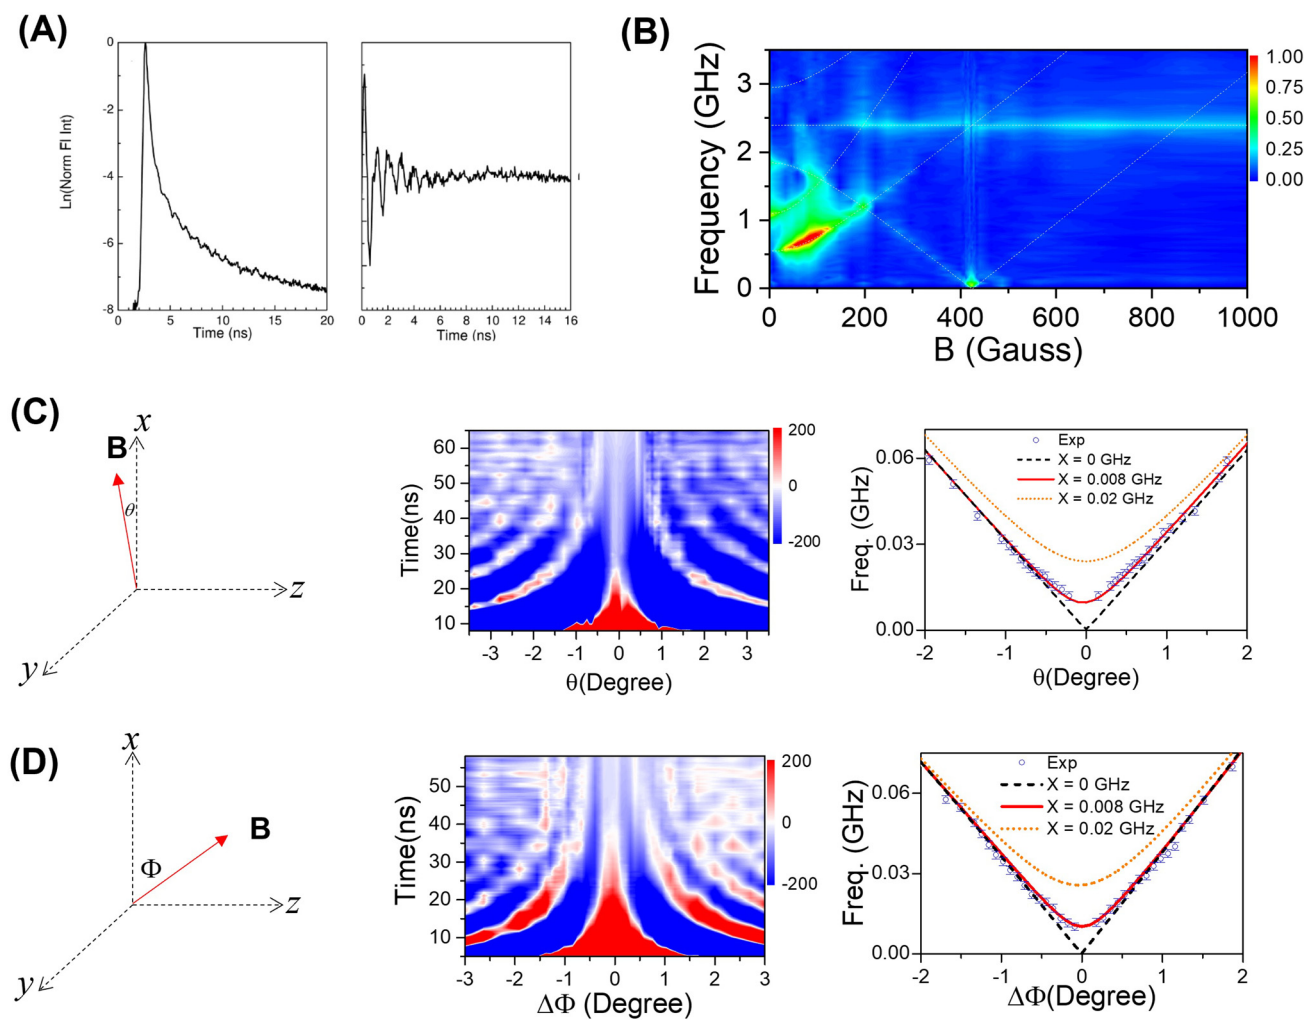 (A)
Ln(Norm Fl Int)
0
-2
-4
-6
-8
0 5 10 15 20
Time (ns)
0 2 4 6 8 10 12 14 16
Time (ns)
(B)
Frequency (GHz)
3
2
1
0
0 200 400 600 800 1000
B (Gauss)
1.00
0.75
0.50
0.25
0.00
(C)
x
B
θ
z
y
Time(ns)
60
50
40
30
20
10
-3 -2 -1 0 1 2 3
θ(Degree)
200
100
0
-100
-200
Freq. (GHz)
0.06
0.03
0.00
Exp
X = 0 GHz
X = 0.008 GHz
X = 0.02 GHz
-2 -1 0 1 2
θ(Degree)
(D)
x
B
Φ
z
y
Time(ns)
50
40
30
20
10
-3 -2 -1 0 1 2 3
ΔΦ (Degree)
200
100
0
-100
-200
Freq. (GHz)
0.06
0.03
0.00
Exp
X = 0 GHz
X = 0.008 GHz
X = 0.02 GHz
-2 -1 0 1 2
ΔΦ(Degree)